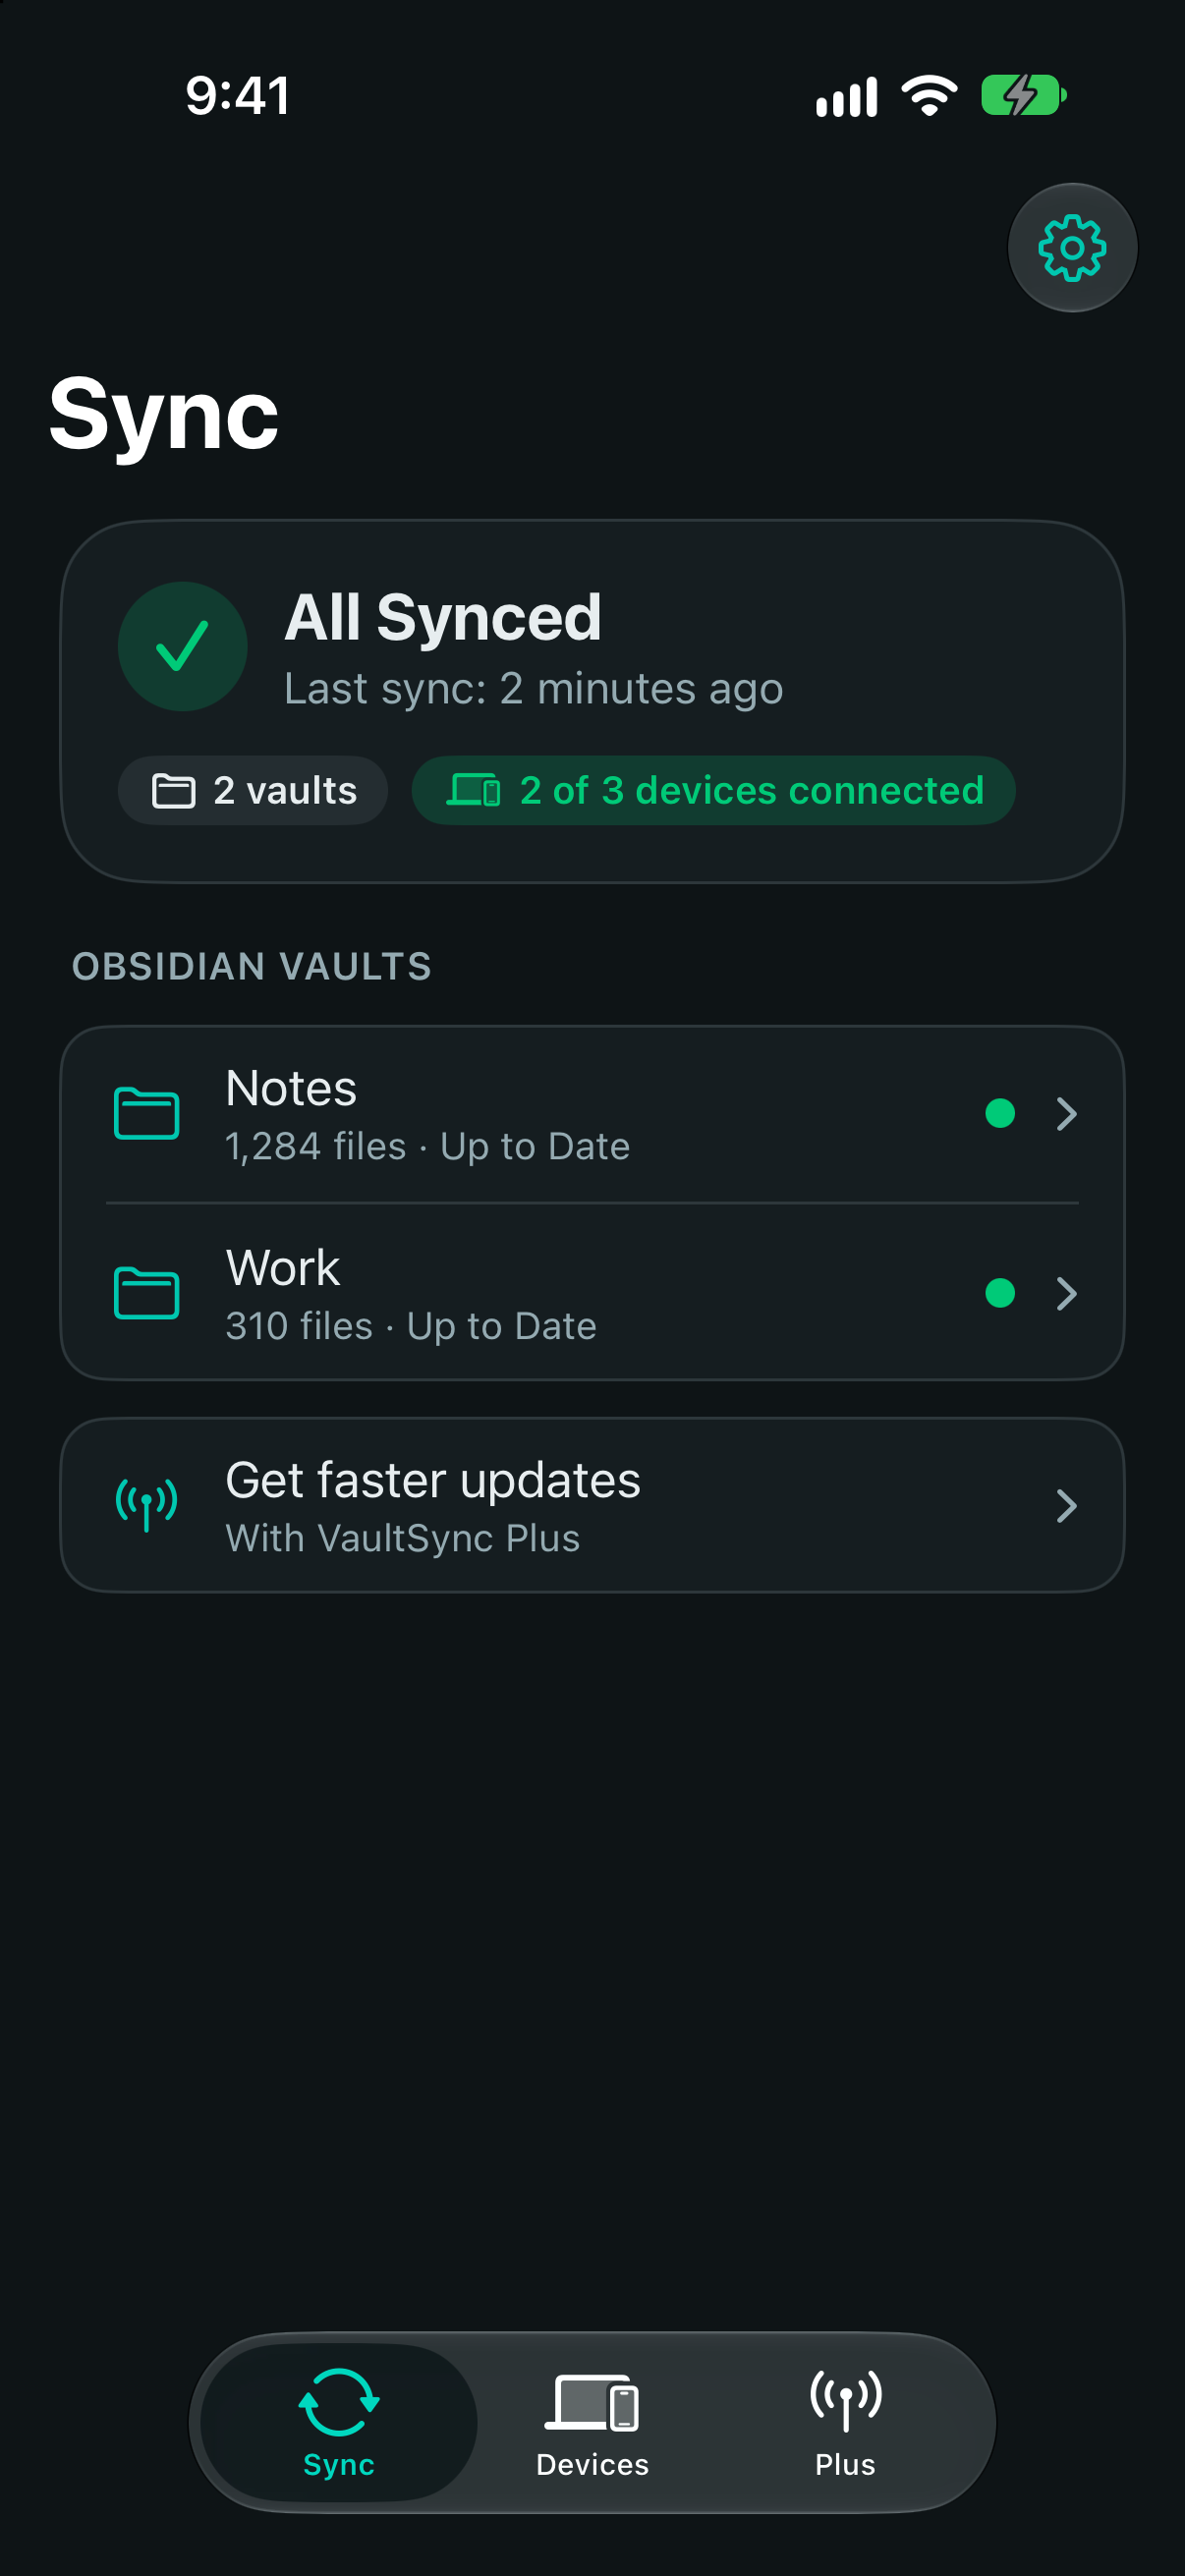 9:41
Sync
All Synced
Last sync: 2 minutes ago
2 vaults
2 of 3 devices connected
OBSIDIAN VAULTS
Notes
1,284 files · Up to Date
Work
310 files · Up to Date
Get faster updates
With VaultSync Plus
Sync
Devices
Plus